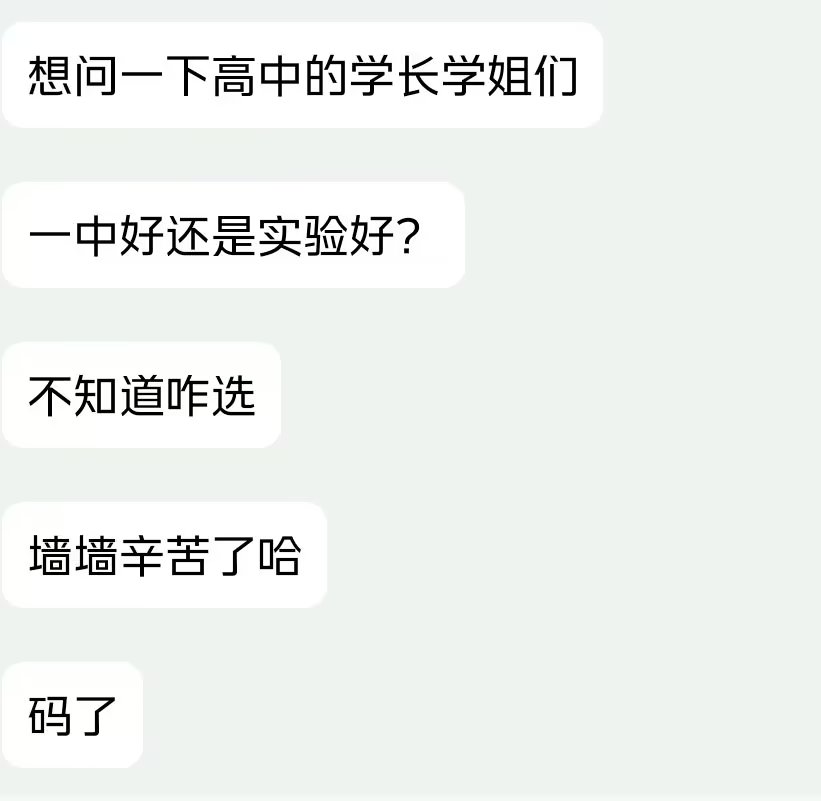 想问一下高中的学长学姐们
一中好还是实验好？
不知道咋选
墙墙辛苦了哈
码了